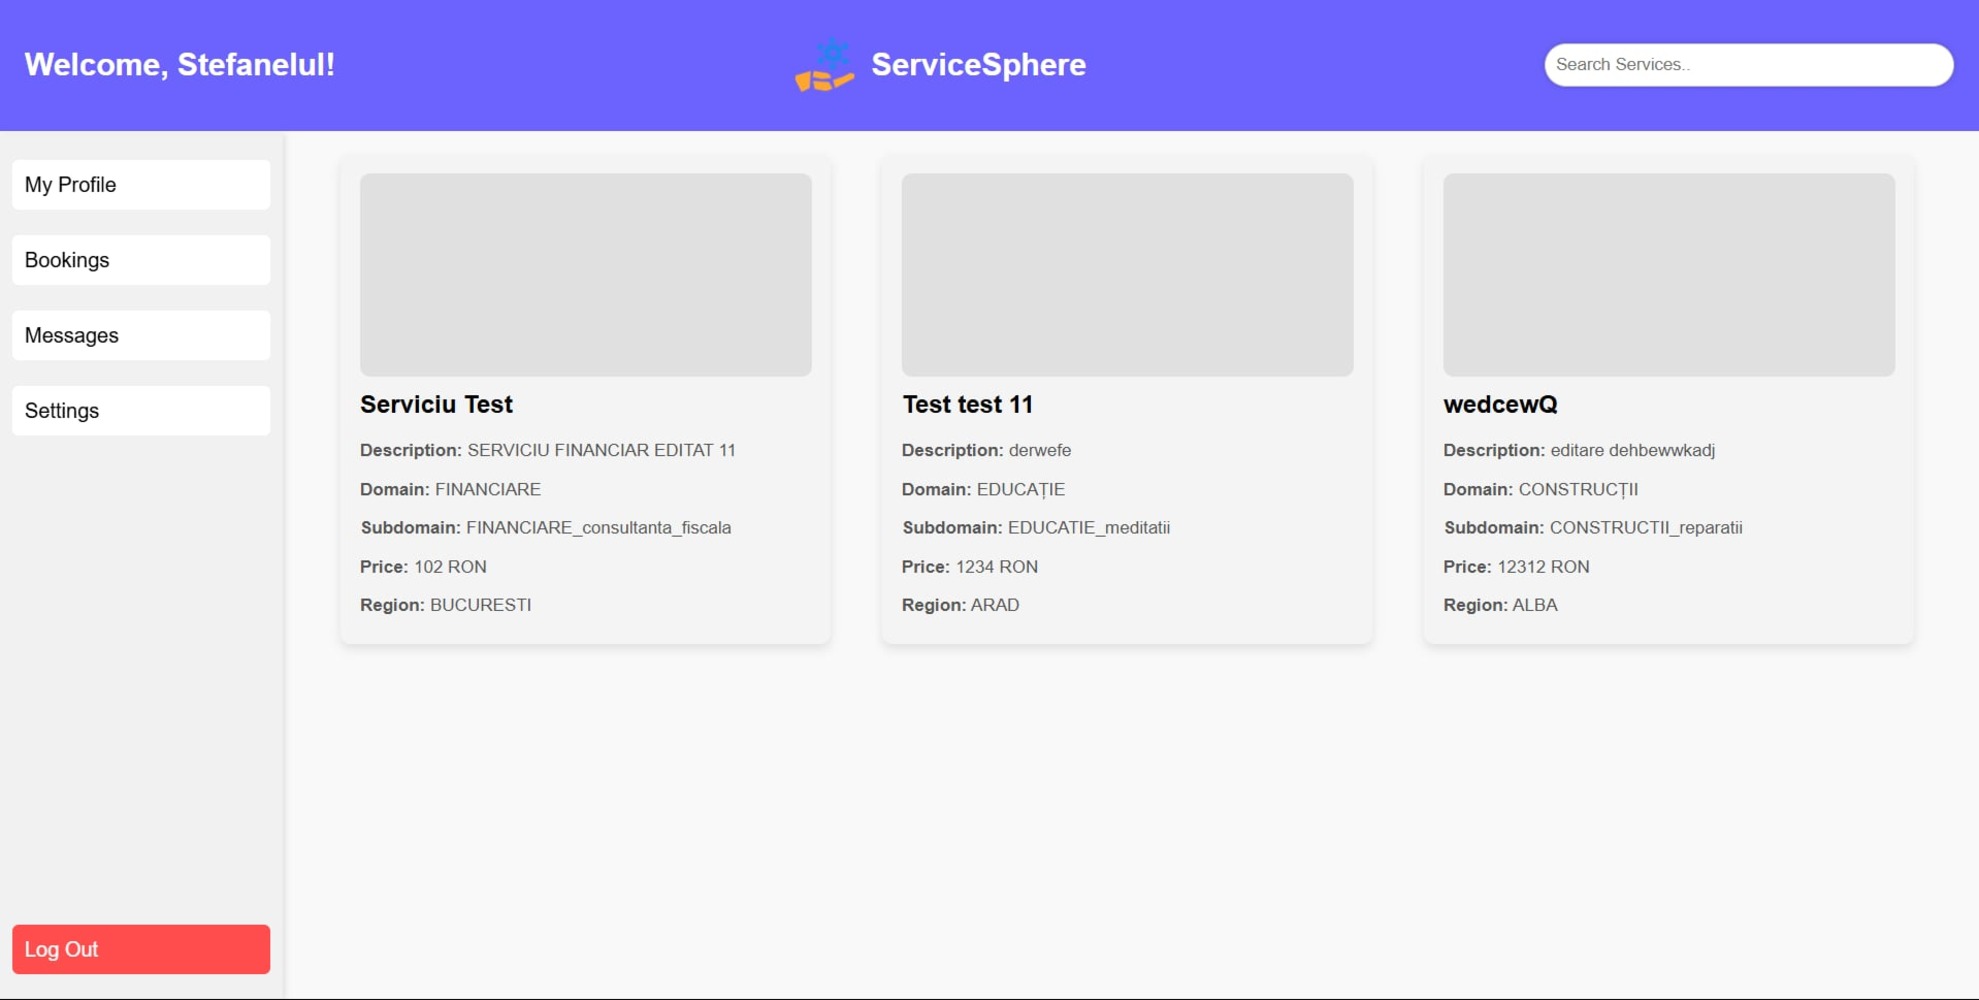 Welcome, Stefanelul!
ServiceSphere
Search Services..
My Profile
Bookings
Messages
Settings
Log Out
Serviciu Test
Description: SERVICIU FINANCIAR EDITAT 11
Domain: FINANCIARE
Subdomain: FINANCIARE_consultanta_fiscala
Price: 102 RON
Region: BUCURESTI
Test test 11
Description: derwefe
Domain: EDUCAȚIE
Subdomain: EDUCATIE_meditatii
Price: 1234 RON
Region: ARAD
wedcewQ
Description: editare dehbewwkadj
Domain: CONSTRUCȚII
Subdomain: CONSTRUCTII_reparatii
Price: 12312 RON
Region: ALBA